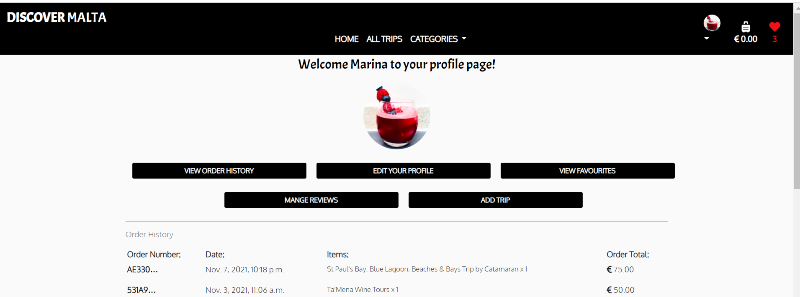 DISCOVER MALTA
HOME ALL TRIPS CATEGORIES
€ 0.00 3
Welcome Marina to your profile page!
VIEW ORDER HISTORY EDIT YOUR PROFILE VIEW FAVOURITES
MANGE REVIEWS ADD TRIP
Order History
Order Number; Date; Items; Order Total;
AE330... Nov. 7, 2021, 10:18 p.m. St Paul's Bay: Blue Lagoon, Beaches & Bays Trip by Catamaran x 1 € 75.00
531A9... Nov. 3, 2021, 11:06 a.m. Ta'Mena Wine Tours x 1 € 50.00